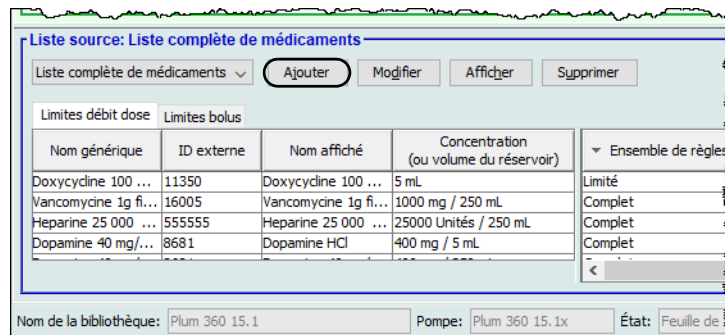 Liste source: Liste complète de médicaments
Liste complète de médicaments Ajouter Modifier Afficher Supprimer
Limites débit dose Limites bolus
Nom générique ID externe Nom affiché Concentration (ou volume du réservoir) Ensemble de règles
Doxycycline 100 ... 11350 Doxycycline 100 ... 5 mL Limité
Vancomycine 1g fi... 16005 Vancomycine 1g fi... 1000 mg / 250 mL Complet
Heparine 25 000 ... 555555 Heparine 25 000 ... 25000 Unités / 250 mL Complet
Dopamine 40 mg/... 8681 Dopamine HCl 400 mg / 5 mL Complet
Nom de la bibliothèque: Plum 360 15.1 Pompe: Plum 360 15.1x État: Feuille de